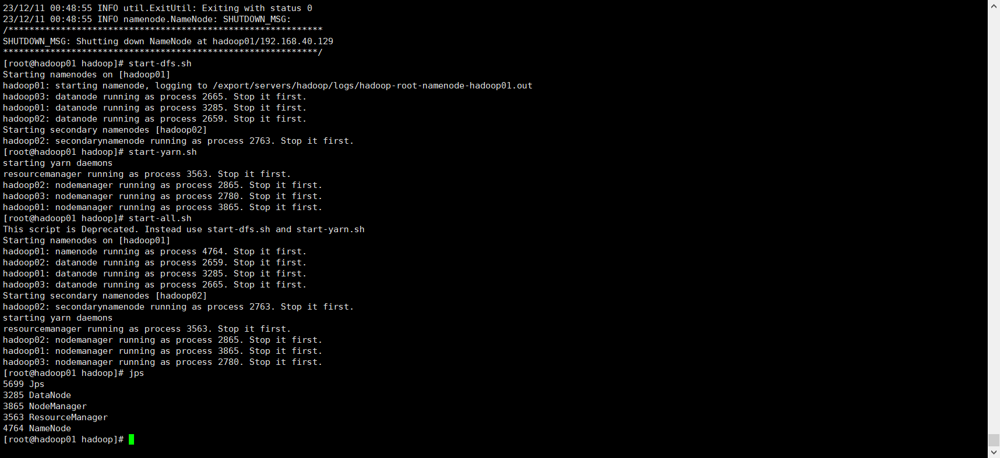 23/12/11 00:48:55 INFO util.ExitUtil: Exiting with status 0
23/12/11 00:48:55 INFO namenode.NameNode: SHUTDOWN_MSG:
/************************************************************
SHUTDOWN_MSG: Shutting down NameNode at hadoop01/192.168.40.129
************************************************************/
[root@hadoop01 hadoop]# start-dfs.sh
Starting namenodes on [hadoop01]
hadoop01: starting namenode, logging to /export/servers/hadoop/logs/hadoop-root-namenode-hadoop01.out
hadoop03: datanode running as process 2665. Stop it first.
hadoop01: datanode running as process 3285. Stop it first.
hadoop02: datanode running as process 2659. Stop it first.
Starting secondary namenodes [hadoop02]
hadoop02: secondarynamenode running as process 2763. Stop it first.
[root@hadoop01 hadoop]# start-yarn.sh
starting yarn daemons
resourcemanager running as process 3563. Stop it first.
hadoop02: nodemanager running as process 2865. Stop it first.
hadoop03: nodemanager running as process 2780. Stop it first.
hadoop01: nodemanager running as process 3865. Stop it first.
[root@hadoop01 hadoop]# start-all.sh
This script is Deprecated. Instead use start-dfs.sh and start-yarn.sh
Starting namenodes on [hadoop01]
hadoop01: namenode running as process 4764. Stop it first.
hadoop02: datanode running as process 2659. Stop it first.
hadoop01: datanode running as process 3285. Stop it first.
hadoop03: datanode running as process 2665. Stop it first.
Starting secondary namenodes [hadoop02]
hadoop02: secondarynamenode running as process 2763. Stop it first.
starting yarn daemons
resourcemanager running as process 3563. Stop it first.
hadoop02: nodemanager running as process 2865. Stop it first.
hadoop01: nodemanager running as process 3865. Stop it first.
hadoop03: nodemanager running as process 2780. Stop it first.
[root@hadoop01 hadoop]# jps
5699 Jps
3285 DataNode
3865 NodeManager
3563 ResourceManager
4764 NameNode
[root@hadoop01 hadoop]#